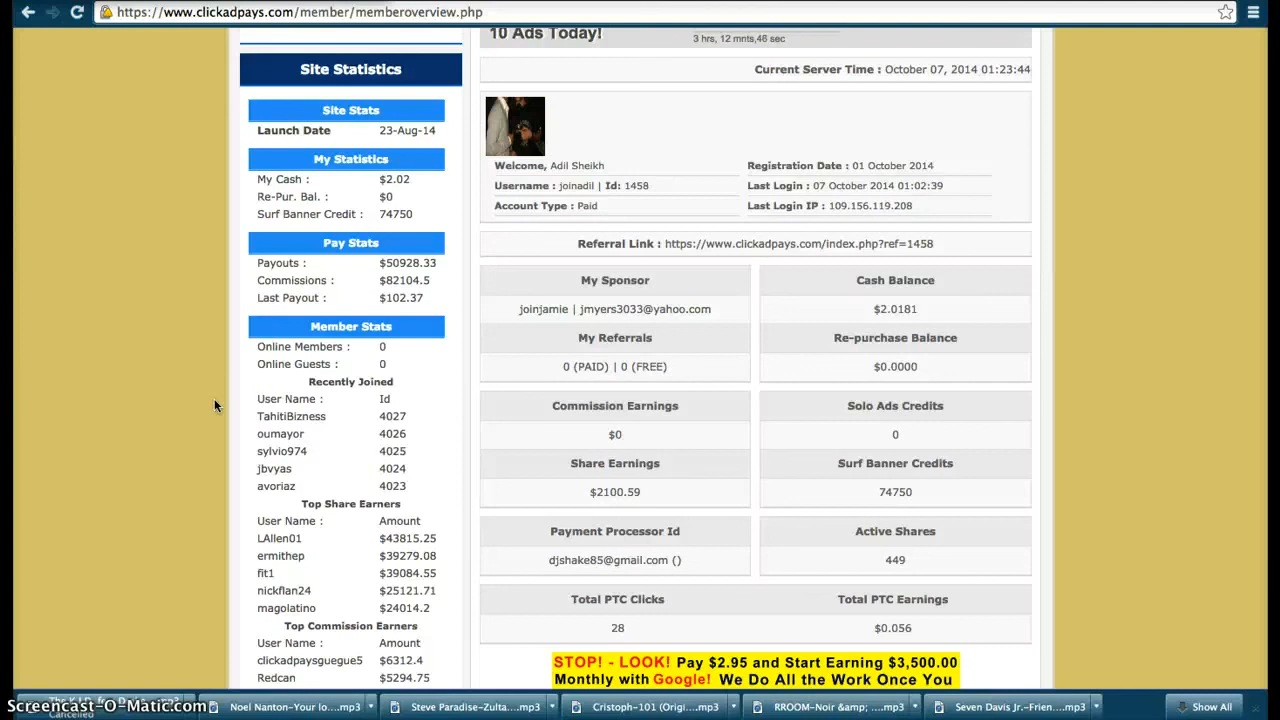 https://www.clickadpays.com/member/memberoverview.php
10 Ads Today!
3 hrs, 12 mnts,46 sec
Site Statistics
Current Server Time : October 07, 2014 01:23:44
Site Stats
Launch Date 23-Aug-14
My Statistics
My Cash : $2.02
Re-Pur. Bal. : $0
Surf Banner Credit : 74750
Pay Stats
Payouts : $50928.33
Commissions : $82104.5
Last Payout : $102.37
Member Stats
Online Members : 0
Online Guests : 0
Recently Joined
User Name : Id
TahitiBizness 4027
oumayor 4026
sylvio974 4025
jbvyas 4024
avoriaz 4023
Top Share Earners
User Name : Amount
LAllen01 $43815.25
ermithep $39279.08
fit1 $39084.55
nickflan24 $25121.71
magolatino $24014.2
Top Commission Earners
User Name : Amount
clickadpaysguegue5 $6312.4
Redcan $5294.75
Welcome, Adil Sheikh
Registration Date : 01 October 2014
Username : joinadil | Id: 1458
Last Login : 07 October 2014 01:02:39
Account Type : Paid
Last Login IP : 109.156.119.208
Referral Link : https://www.clickadpays.com/index.php?ref=1458
My Sponsor
Cash Balance
joinjamie | jmyers3033@yahoo.com
$2.0181
My Referrals
Re-purchase Balance
0 (PAID) | 0 (FREE)
$0.0000
Commission Earnings
Solo Ads Credits
$0
0
Share Earnings
Surf Banner Credits
$2100.59
74750
Payment Processor Id
Active Shares
djshake85@gmail.com ()
449
Total PTC Clicks
Total PTC Earnings
28
$0.056
STOP! - LOOK! Pay $2.95 and Start Earning $3,500.00
Monthly with Google! We Do All the Work Once You
Noel Nanton-Your lo....mp3
Steve Paradise-Zulta....mp3
Cristoph-101 (Origi....mp3
RROOM-Noir &amp; ....mp3
Seven Davis Jr.-Frien....mp3
Show All
Cancelled
Screencast-O-Matic.com